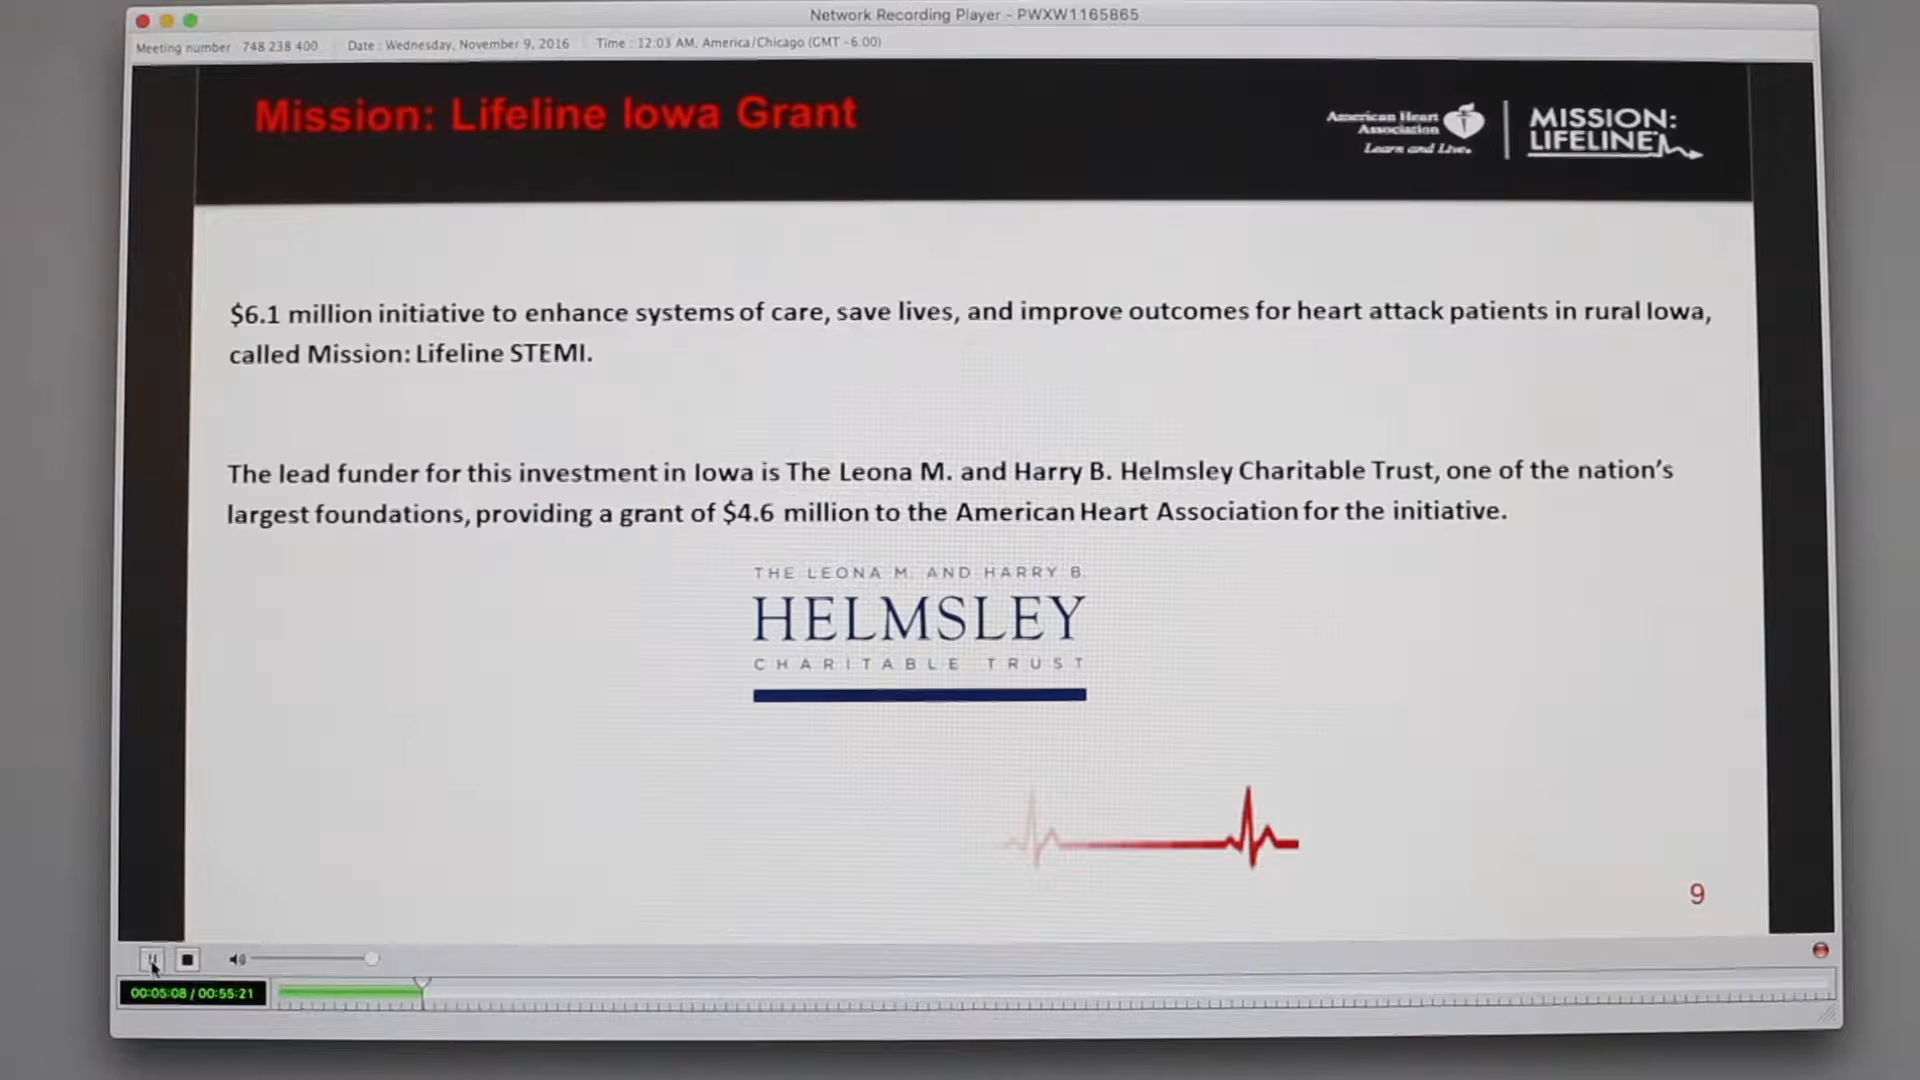 Network Recording Player - PWXW1165865
Meeting number 748 238 400 Date : Wednesday, November 9, 2016 Time : 12:03 AM, America/Chicago (GMT -6:00)
Mission: Lifeline Iowa Grant
American Heart
Association
Learn and Live.
MISSION:
LIFELINE
$6.1 million initiative to enhance systems of care, save lives, and improve outcomes for heart attack patients in rural Iowa,
called Mission: Lifeline STEMI.
The lead funder for this investment in Iowa is The Leona M. and Harry B. Helmsley Charitable Trust, one of the nation's
largest foundations, providing a grant of $4.6 million to the American Heart Association for the initiative.
THE LEONA M. AND HARRY B.
HELMSLEY
CHARITABLE TRUST
9
00:05:08 / 00:55:21